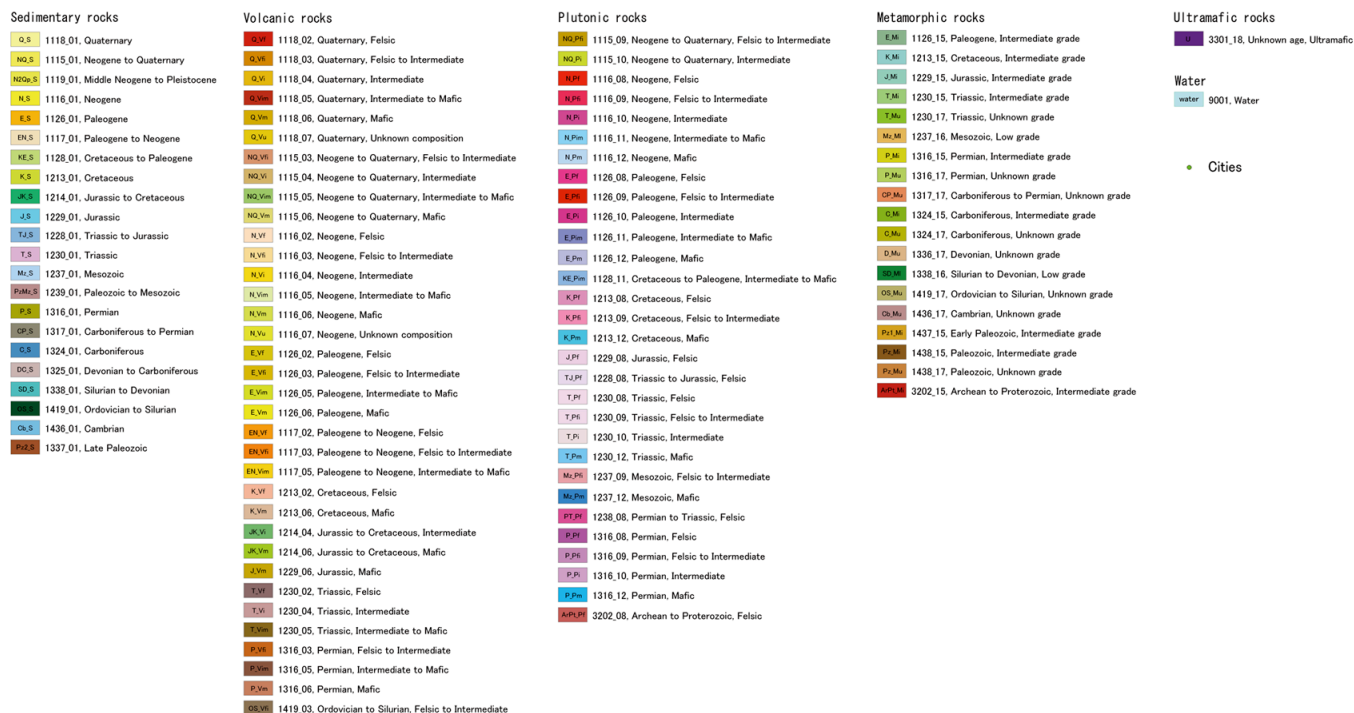 Sedimentary rocks
Q_S 1118_01, Quaternary
NQ_S 1115_01, Neogene to Quaternary
N2Qp_S 1119_01, Middle Neogene to Pleistocene
N_S 1116_01, Neogene
E_S 1126_01, Paleogene
EN_S 1117_01, Paleogene to Neogene
KE_S 1128_01, Cretaceous to Paleogene
K_S 1213_01, Cretaceous
JK_S 1214_01, Jurassic to Cretaceous
J_S 1229_01, Jurassic
TJ_S 1228_01, Triassic to Jurassic
T_S 1230_01, Triassic
Mz_S 1237_01, Mesozoic
PzMz_S 1239_01, Paleozoic to Mesozoic
P_S 1316_01, Permian
CP_S 1317_01, Carboniferous to Permian
C_S 1324_01, Carboniferous
DC_S 1325_01, Devonian to Carboniferous
SD_S 1338_01, Silurian to Devonian
OS_S 1419_01, Ordovician to Silurian
Cb_S 1436_01, Cambrian
Pz2_S 1337_01, Late Paleozoic
Volcanic rocks
Q_Vf 1118_02, Quaternary, Felsic
Q_Vfi 1118_03, Quaternary, Felsic to Intermediate
Q_Vi 1118_04, Quaternary, Intermediate
Q_Vim 1118_05, Quaternary, Intermediate to Mafic
Q_Vm 1118_06, Quaternary, Mafic
Q_Vu 1118_07, Quaternary, Unknown composition
NQ_Vfi 1115_03, Neogene to Quaternary, Felsic to Intermediate
NQ_Vi 1115_04, Neogene to Quaternary, Intermediate
NQ_Vim 1115_05, Neogene to Quaternary, Intermediate to Mafic
NQ_Vm 1115_06, Neogene to Quaternary, Mafic
N_Vf 1116_02, Neogene, Felsic
N_Vfi 1116_03, Neogene, Felsic to Intermediate
N_Vi 1116_04, Neogene, Intermediate
N_Vim 1116_05, Neogene, Intermediate to Mafic
N_Vm 1116_06, Neogene, Mafic
N_Vu 1116_07, Neogene, Unknown composition
E_Vf 1126_02, Paleogene, Felsic
E_Vfi 1126_03, Paleogene, Felsic to Intermediate
E_Vim 1126_05, Paleogene, Intermediate to Mafic
E_Vm 1126_06, Paleogene, Mafic
EN_Vf 1117_02, Paleogene to Neogene, Felsic
EN_Vfi 1117_03, Paleogene to Neogene, Felsic to Intermediate
EN_Vim 1117_05, Paleogene to Neogene, Intermediate to Mafic
K_Vf 1213_02, Cretaceous, Felsic
K_Vm 1213_06, Cretaceous, Mafic
JK_Vi 1214_04, Jurassic to Cretaceous, Intermediate
JK_Vm 1214_06, Jurassic to Cretaceous, Mafic
J_Vm 1229_06, Jurassic, Mafic
T_Vf 1230_02, Triassic, Felsic
T_Vi 1230_04, Triassic, Intermediate
T_Vim 1230_05, Triassic, Intermediate to Mafic
P_Vfi 1316_03, Permian, Felsic to Intermediate
P_Vim 1316_05, Permian, Intermediate to Mafic
P_Vm 1316_06, Permian, Mafic
OS_Vfi 1419_03, Ordovician to Silurian, Felsic to Intermediate
Plutonic rocks
NQ_Pfi 1115_09, Neogene to Quaternary, Felsic to Intermediate
NQ_Pi 1115_10, Neogene to Quaternary, Intermediate
N_Pf 1116_08, Neogene, Felsic
N_Pfi 1116_09, Neogene, Felsic to Intermediate
N_Pi 1116_10, Neogene, Intermediate
N_Pim 1116_11, Neogene, Intermediate to Mafic
N_Pm 1116_12, Neogene, Mafic
E_Pf 1126_08, Paleogene, Felsic
E_Pfi 1126_09, Paleogene, Felsic to Intermediate
E_Pi 1126_10, Paleogene, Intermediate
E_Pim 1126_11, Paleogene, Intermediate to Mafic
E_Pm 1126_12, Paleogene, Mafic
KE_Pim 1128_11, Cretaceous to Paleogene, Intermediate to Mafic
K_Pf 1213_08, Cretaceous, Felsic
K_Pfi 1213_09, Cretaceous, Felsic to Intermediate
K_Pm 1213_12, Cretaceous, Mafic
J_Pf 1229_08, Jurassic, Felsic
TJ_Pf 1228_08, Triassic to Jurassic, Felsic
T_Pf 1230_08, Triassic, Felsic
T_Pfi 1230_09, Triassic, Felsic to Intermediate
T_Pi 1230_10, Triassic, Intermediate
T_Pm 1230_12, Triassic, Mafic
Mz_Pfi 1237_09, Mesozoic, Felsic to Intermediate
Mz_Pm 1237_12, Mesozoic, Mafic
PT_Pf 1238_08, Permian to Triassic, Felsic
P_Pf 1316_08, Permian, Felsic
P_Pfi 1316_09, Permian, Felsic to Intermediate
P_Pi 1316_10, Permian, Intermediate
P_Pm 1316_12, Permian, Mafic
ArPt_Pf 3202_08, Archean to Proterozoic, Felsic
Metamorphic rocks
E_Mi 1126_15, Paleogene, Intermediate grade
K_Mi 1213_15, Cretaceous, Intermediate grade
J_Mi 1229_15, Jurassic, Intermediate grade
T_Mi 1230_15, Triassic, Intermediate grade
T_Mu 1230_17, Triassic, Unknown grade
Mz_Ml 1237_16, Mesozoic, Low grade
P_Mi 1316_15, Permian, Intermediate grade
P_Mu 1316_17, Permian, Unknown grade
CP_Mu 1317_17, Carboniferous to Permian, Unknown grade
C_Mi 1324_15, Carboniferous, Intermediate grade
C_Mu 1324_17, Carboniferous, Unknown grade
D_Mu 1336_17, Devonian, Unknown grade
SD_Ml 1338_16, Silurian to Devonian, Low grade
OS_Mu 1419_17, Ordovician to Silurian, Unknown grade
Cb_Mu 1436_17, Cambrian, Unknown grade
Pz1_Mi 1437_15, Early Paleozoic, Intermediate grade
Pz_Mi 1438_15, Paleozoic, Intermediate grade
Pz_Mu 1438_17, Paleozoic, Unknown grade
ArPt_Mi 3202_15, Archean to Proterozoic, Intermediate grade
Ultramafic rocks
U 3301_18, Unknown age, Ultramafic
Water
water 9001, Water
Cities